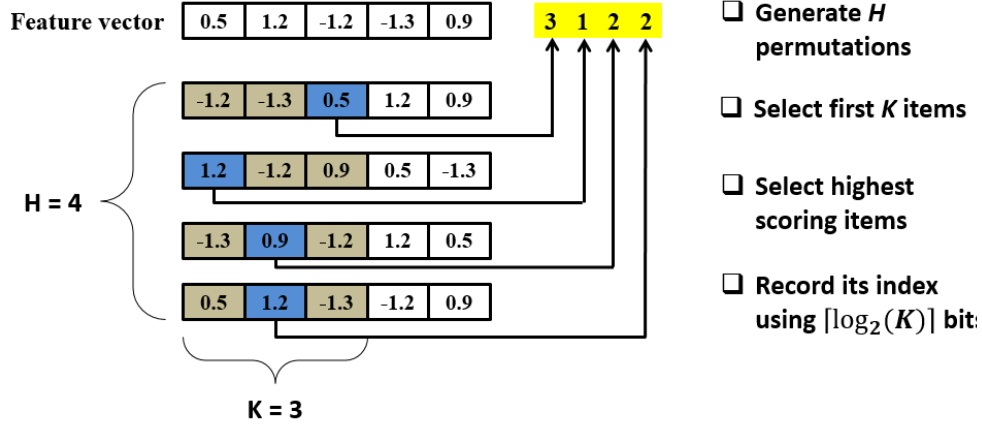 Feature vector 0.5 1.2 -1.2 -1.3 0.9
3 1 2 2
-1.2 -1.3 0.5 1.2 0.9
1.2 -1.2 0.9 0.5 -1.3
H = 4
-1.3 0.9 -1.2 1.2 0.5
0.5 1.2 -1.3 -1.2 0.9
K = 3
❑ Generate H
permutations
❑ Select first K items
❑ Select highest
scoring items
❑ Record its index
using ⌈log₂(K)⌉ bit